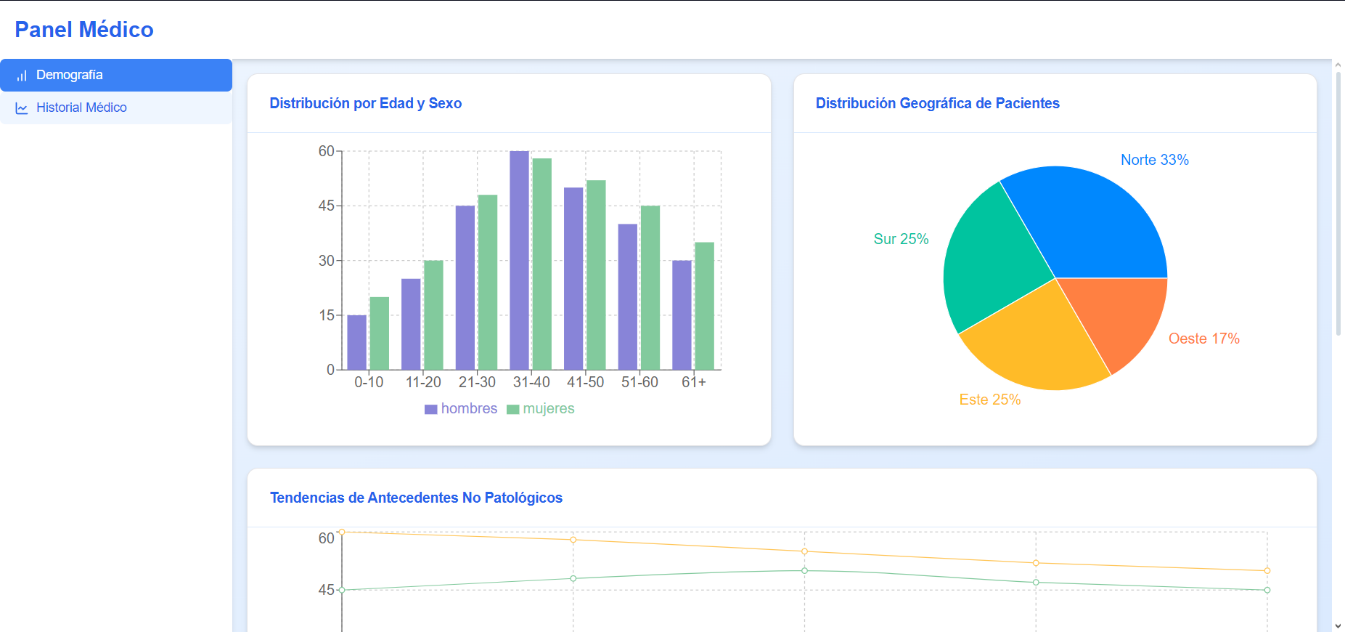 Panel Médico
Demografía
Historial Médico
Distribución por Edad y Sexo
60
45
30
15
0
0-10 11-20 21-30 31-40 41-50 51-60 61+
hombres mujeres
Distribución Geográfica de Pacientes
Norte 33%
Sur 25%
Oeste 17%
Este 25%
Tendencias de Antecedentes No Patológicos
60
45